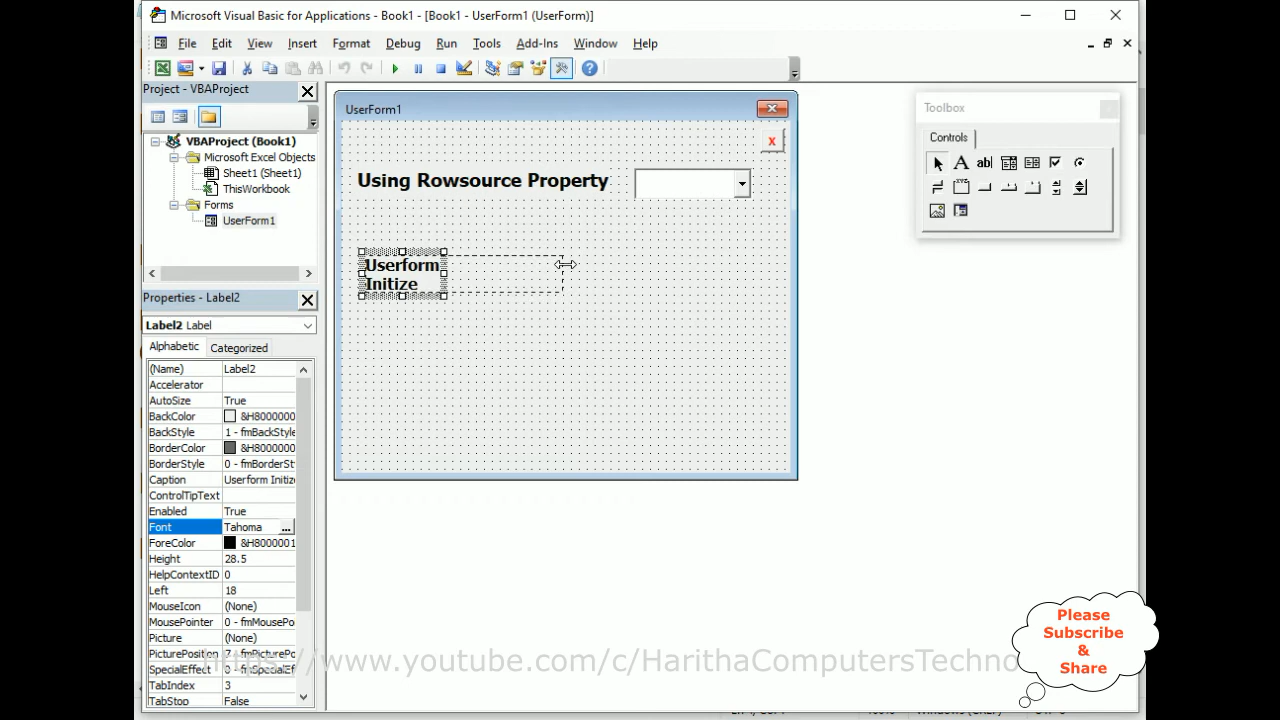 Microsoft Visual Basic for Applications - Book1 - [Book1 - UserForm1 (UserForm)]
File Edit View Insert Format Debug Run Tools Add-Ins Window Help
Project - VBAProject
VBAProject (Book1)
Microsoft Excel Objects
Sheet1 (Sheet1)
ThisWorkbook
Forms
UserForm1
Properties - Label2
Label2 Label
Alphabetic Categorized
(Name) Label2
Accelerator
AutoSize True
BackColor &H8000000
BackStyle 1 - fmBackStyle
BorderColor &H8000000
BorderStyle 0 - fmBorderSt
Caption Userform Initize
ControlTipText
Enabled True
Font Tahoma ...
ForeColor &H8000001
Height 28.5
HelpContextID 0
Left 18
MouseIcon (None)
MousePointer 0 - fmMousePo
Picture (None)
PicturePosition 7 - fmPicturePo
SpecialEffect 0 - fmSpecialEf
TabIndex 3
TabStop False
UserForm1
x
Using Rowsource Property
Userform
Initize
Toolbox
Controls
A ab|
Please
Subscribe
&
Share
https://www.youtube.com/c/HarithaComputersTechno